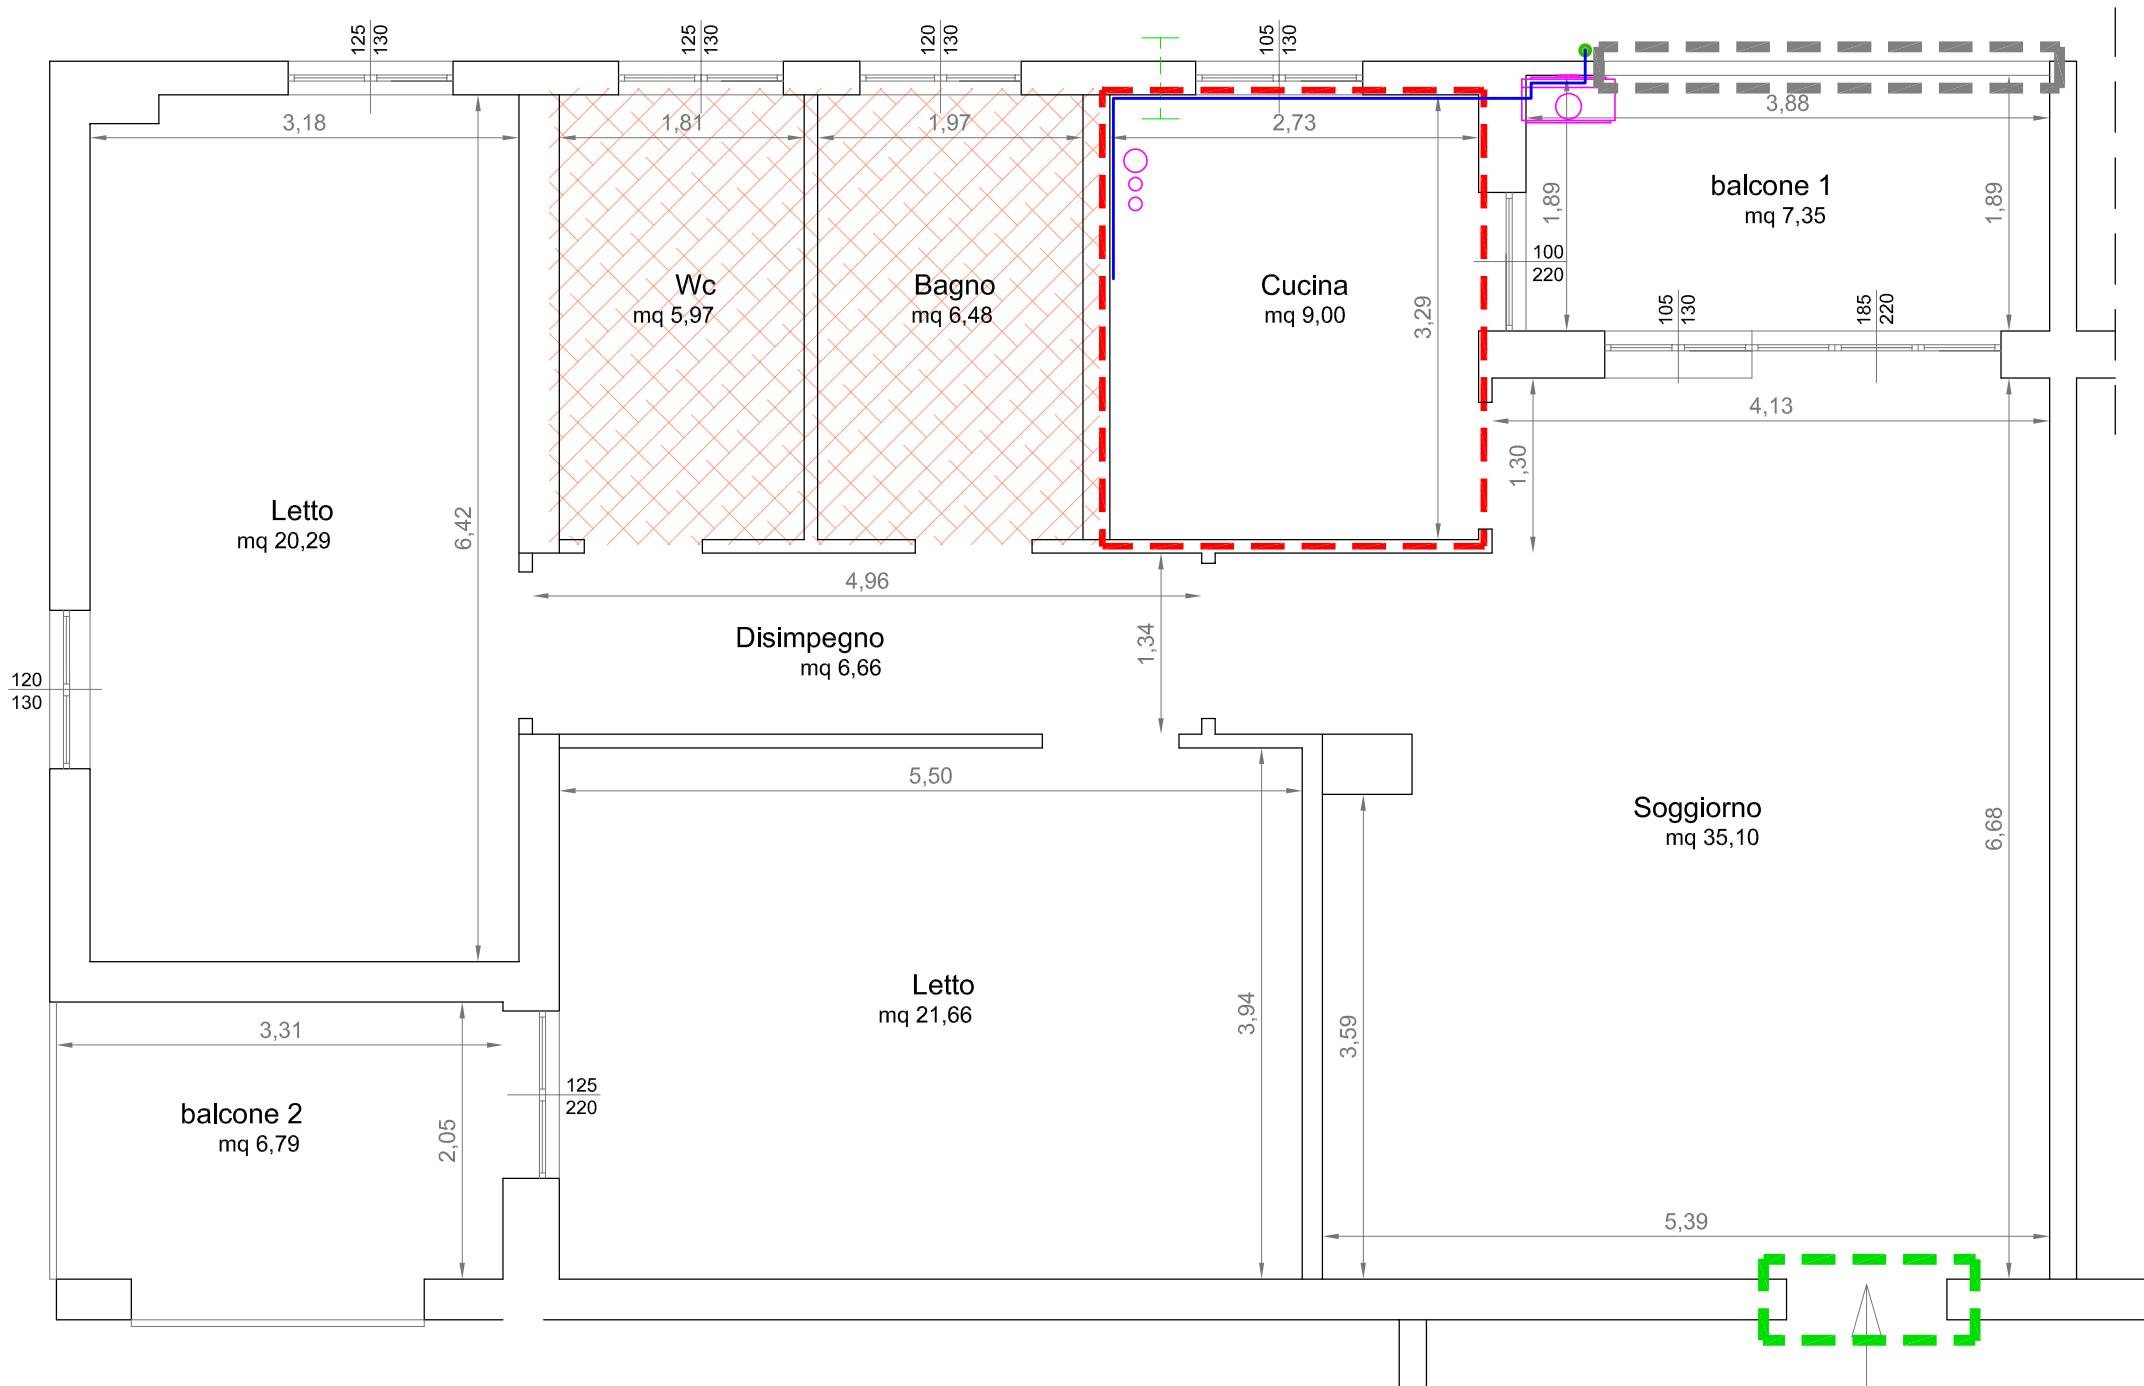 125
130
125
130
120
130
105
130
3,18
1,81
1,97
2,73
3,88
balcone 1
mq 7,35
1,89
1,89
100
220
Wc
mq 5,97
Bagno
mq 6,48
Cucina
mq 9,00
3,29
105
130
185
220
4,13
1,30
Letto
mq 20,29
6,42
4,96
Disimpegno
mq 6,66
1,34
120
130
5,50
Soggiorno
mq 35,10
6,68
Letto
mq 21,66
3,94
3,59
3,31
balcone 2
mq 6,79
2,05
125
220
5,39